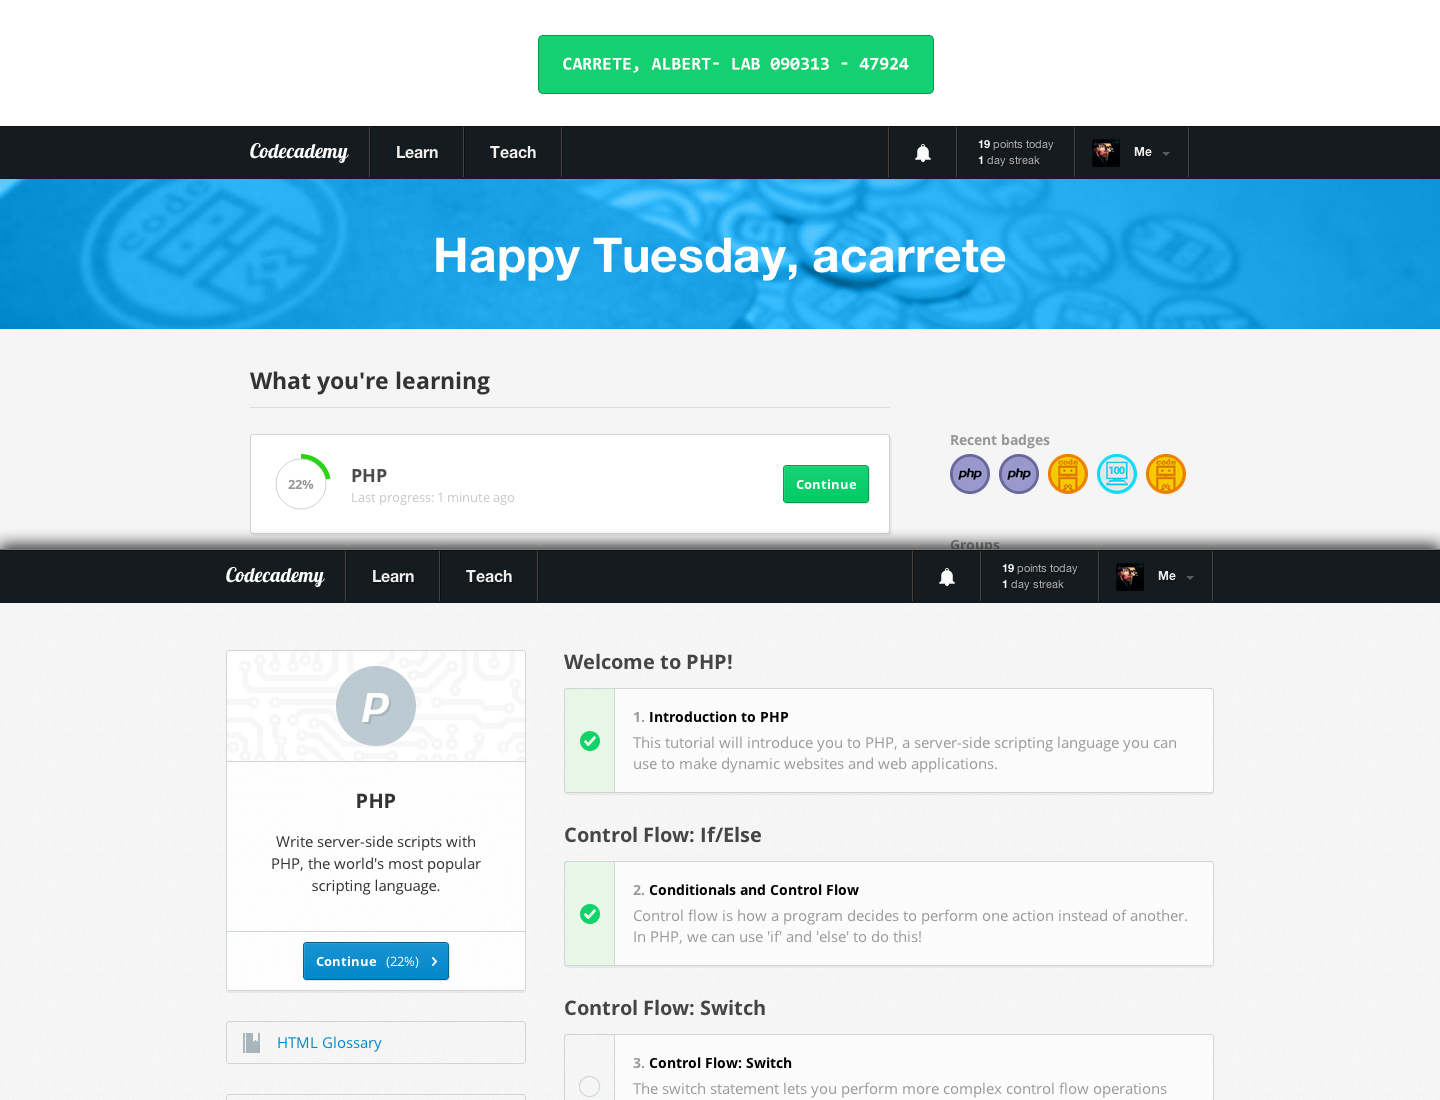 CARRETE, ALBERT- LAB 090313 - 47924
Codecademy
Learn
Teach
19 points today
1 day streak
Me
Happy Tuesday, acarrete
What you're learning
22%
PHP
Last progress: 1 minute ago
Continue
Recent badges
php
php
code
100
code
Groups
Codecademy
Learn
Teach
19 points today
1 day streak
Me
P
PHP
Write server-side scripts with
PHP, the world's most popular
scripting language.
Continue (22%)
HTML Glossary
Welcome to PHP!
1. Introduction to PHP
This tutorial will introduce you to PHP, a server-side scripting language you can
use to make dynamic websites and web applications.
Control Flow: If/Else
2. Conditionals and Control Flow
Control flow is how a program decides to perform one action instead of another.
In PHP, we can use 'if' and 'else' to do this!
Control Flow: Switch
3. Control Flow: Switch
The switch statement lets you perform more complex control flow operations